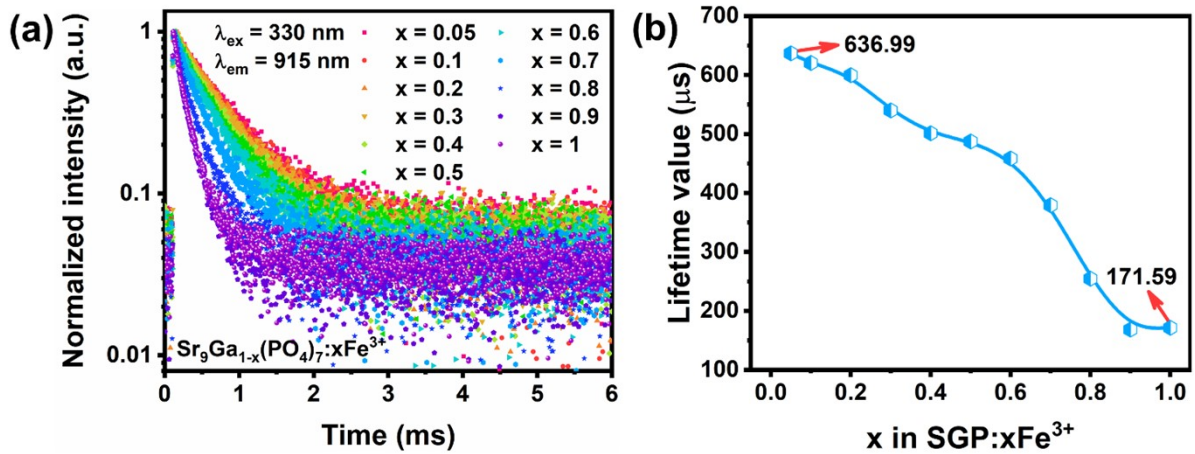 (a)
Normalized intensity (a.u.)
1
0.1
0.01
λex = 330 nm
λem = 915 nm
x = 0.05
x = 0.1
x = 0.2
x = 0.3
x = 0.4
x = 0.5
x = 0.6
x = 0.7
x = 0.8
x = 0.9
x = 1
Sr9Ga1-x(PO4)7:xFe3+
0 1 2 3 4 5 6
Time (ms)
(b)
Lifetime value (μs)
700
600
500
400
300
200
100
636.99
171.59
0.0 0.2 0.4 0.6 0.8 1.0
x in SGP:xFe3+